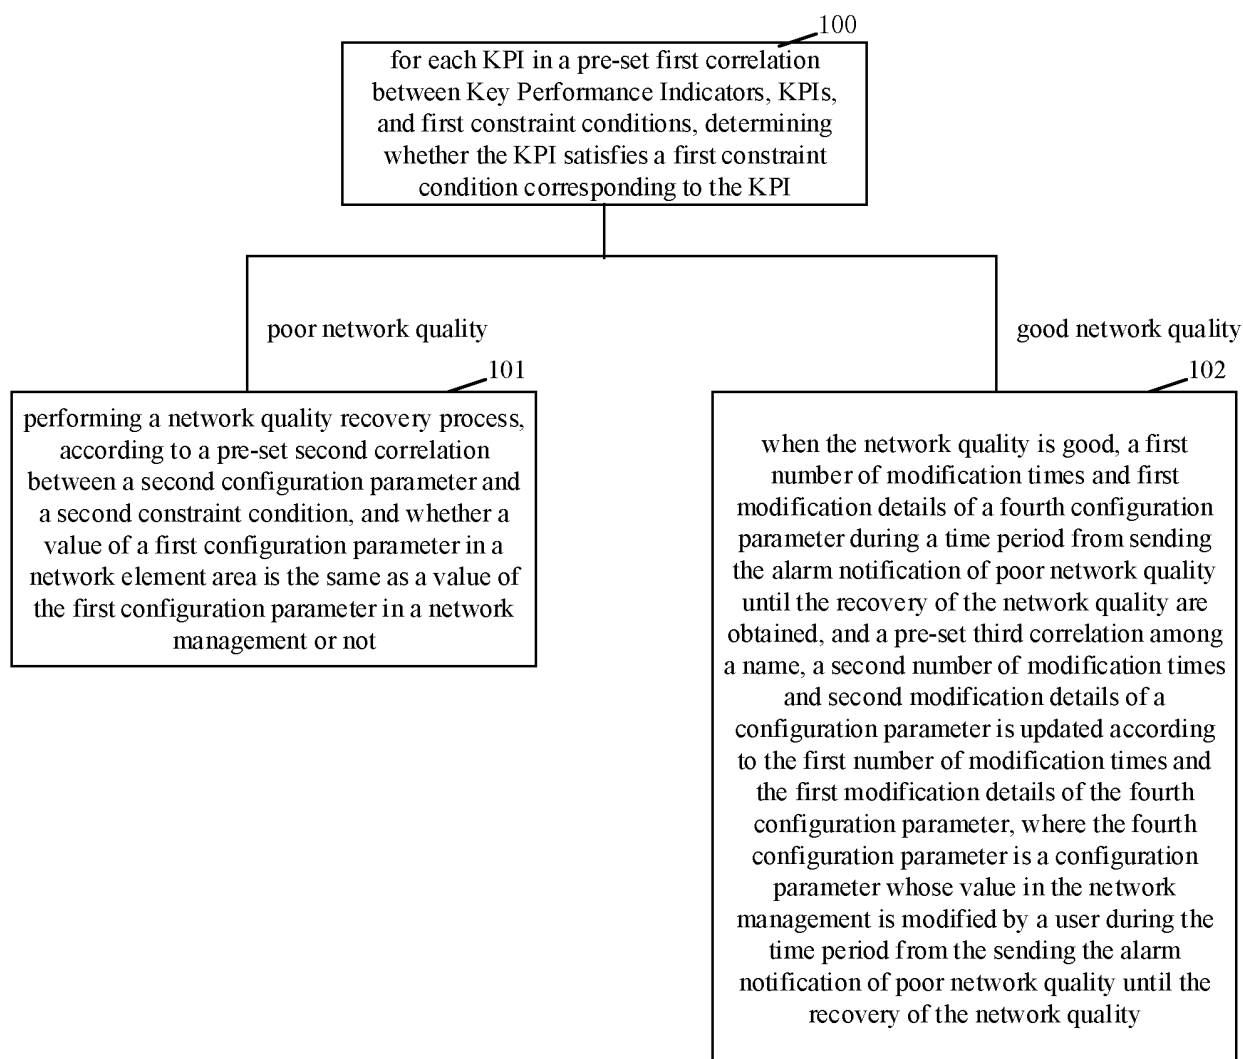 100
for each KPI in a pre-set first correlation
between Key Performance Indicators, KPIs,
and first constraint conditions, determining
whether the KPI satisfies a first constraint
condition corresponding to the KPI
poor network quality
good network quality
101
performing a network quality recovery process,
according to a pre-set second correlation
between a second configuration parameter and
a second constraint condition, and whether a
value of a first configuration parameter in a
network element area is the same as a value of
the first configuration parameter in a network
management or not
102
when the network quality is good, a first
number of modification times and first
modification details of a fourth configuration
parameter during a time period from sending
the alarm notification of poor network quality
until the recovery of the network quality are
obtained, and a pre-set third correlation among
a name, a second number of modification times
and second modification details of a
configuration parameter is updated according
to the first number of modification times and
the first modification details of the fourth
configuration parameter, where the fourth
configuration parameter is a configuration
parameter whose value in the network
management is modified by a user during the
time period from the sending the alarm
notification of poor network quality until the
recovery of the network quality